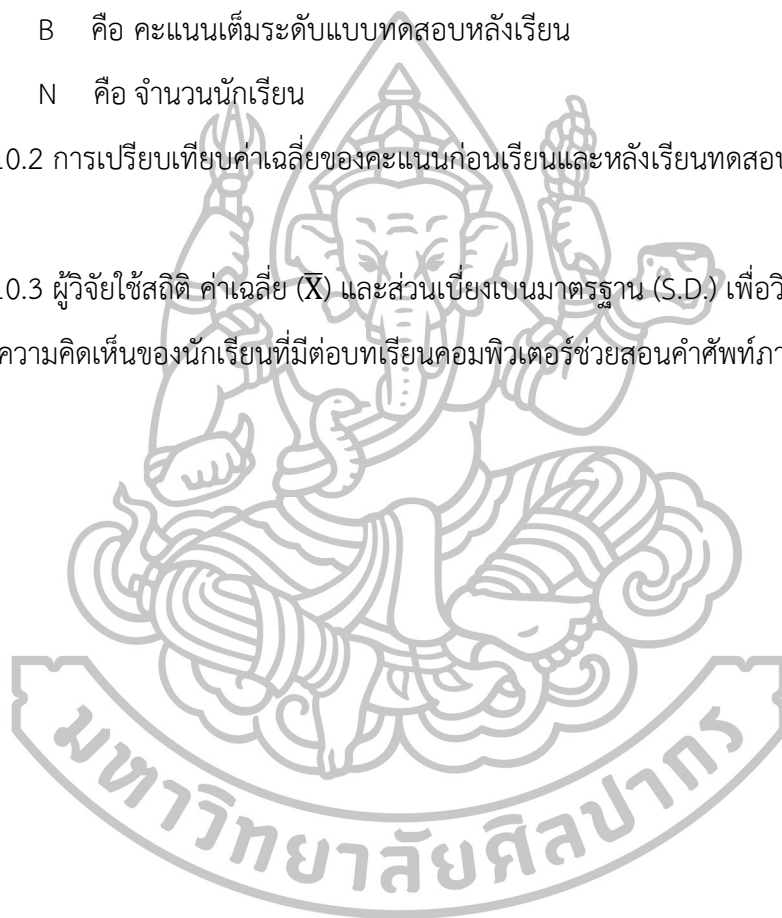 B คือ คะแนนเต็มระดับแบบทดสอบหลังเรียน
N คือ จำนวนนักเรียน
0.2 การเปรียบเทียบค่าเฉลี่ยของคะแนนก่อนเรียนและหลังเรียนทดสอบ
0.3 ผู้วิจัยใช้สถิติ ค่าเฉลี่ย (X̅) และส่วนเบี่ยงเบนมาตรฐาน (S.D.) เพื่อวิ
ความคิดเห็นของนักเรียนที่มีต่อบทเรียนคอมพิวเตอร์ช่วยสอนคำศัพท์ภา
มหาวิทยาลัยศิลปากร